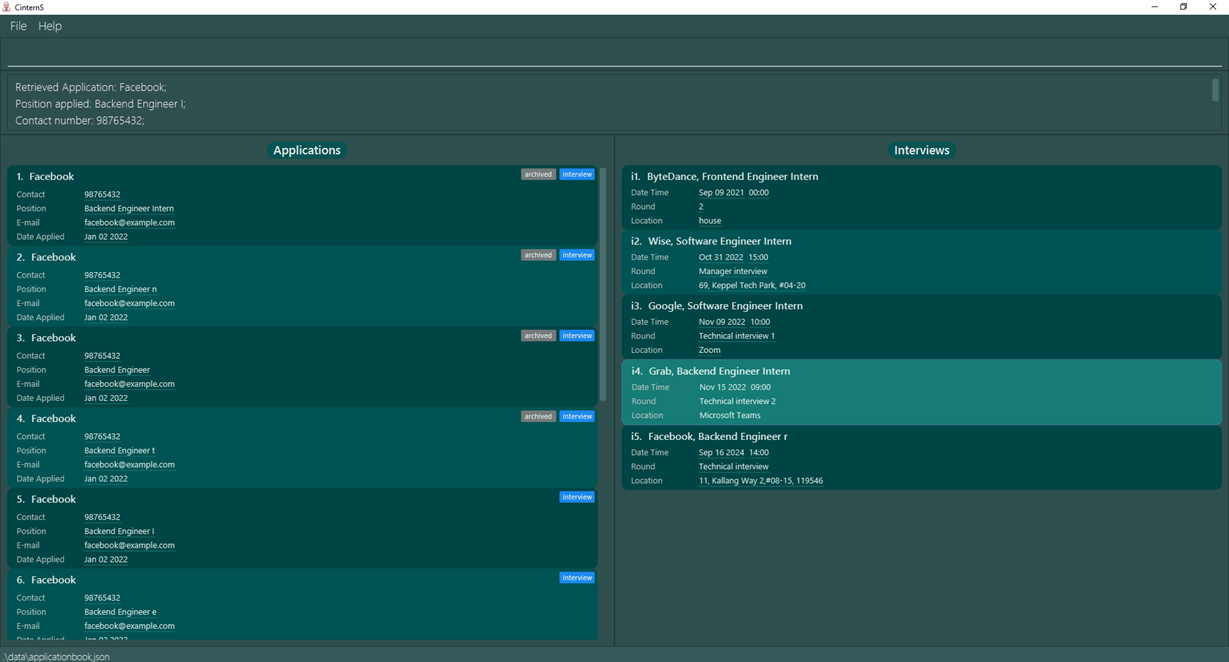 CinternS
File Help
Retrieved Application: Facebook;
Position applied: Backend Engineer I;
Contact number: 98765432;
Applications
1. Facebook archived interview
Contact 98765432
Position Backend Engineer Intern
E-mail facebook@example.com
Date Applied Jan 02 2022
2. Facebook archived interview
Contact 98765432
Position Backend Engineer n
E-mail facebook@example.com
Date Applied Jan 02 2022
3. Facebook archived interview
Contact 98765432
Position Backend Engineer
E-mail facebook@example.com
Date Applied Jan 02 2022
4. Facebook archived interview
Contact 98765432
Position Backend Engineer t
E-mail facebook@example.com
Date Applied Jan 02 2022
5. Facebook interview
Contact 98765432
Position Backend Engineer I
E-mail facebook@example.com
Date Applied Jan 02 2022
6. Facebook interview
Contact 98765432
Position Backend Engineer e
E-mail facebook@example.com
Date Applied Jan 02 2022
Interviews
i1. ByteDance, Frontend Engineer Intern
Date Time Sep 09 2021 00:00
Round 2
Location house
i2. Wise, Software Engineer Intern
Date Time Oct 31 2022 15:00
Round Manager interview
Location 69, Keppel Tech Park, #04-20
i3. Google, Software Engineer Intern
Date Time Nov 09 2022 10:00
Round Technical interview 1
Location Zoom
i4. Grab, Backend Engineer Intern
Date Time Nov 15 2022 09:00
Round Technical interview 2
Location Microsoft Teams
i5. Facebook, Backend Engineer r
Date Time Sep 16 2024 14:00
Round Technical interview
Location 11, Kallang Way 2,#08-15, 119546
.\data\applicationbook.json